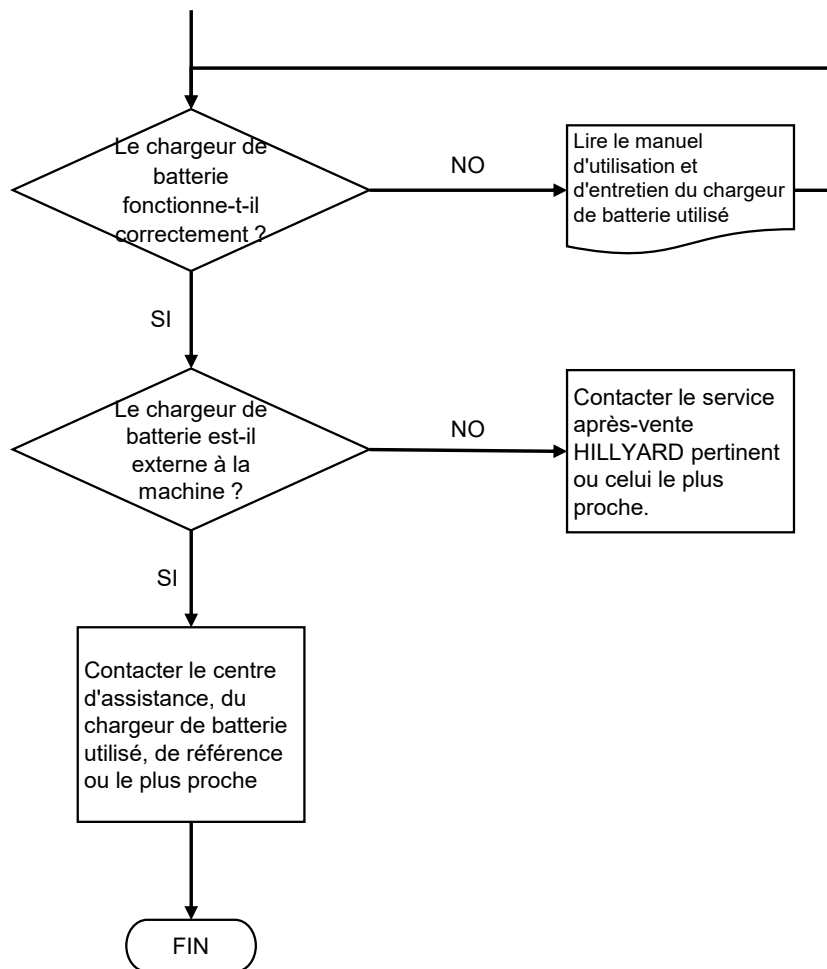 Le chargeur de
batterie
fonctionne-t-il
correctement ?
NO
Lire le manuel
d'utilisation et
d'entretien du chargeur
de batterie utilisé
SI
Le chargeur de
batterie est-il
externe à la
machine ?
NO
Contacter le service
après-vente
HILLYARD pertinent
ou celui le plus
proche.
SI
Contacter le centre
d'assistance, du
chargeur de batterie
utilisé, de référence
ou le plus proche
FIN